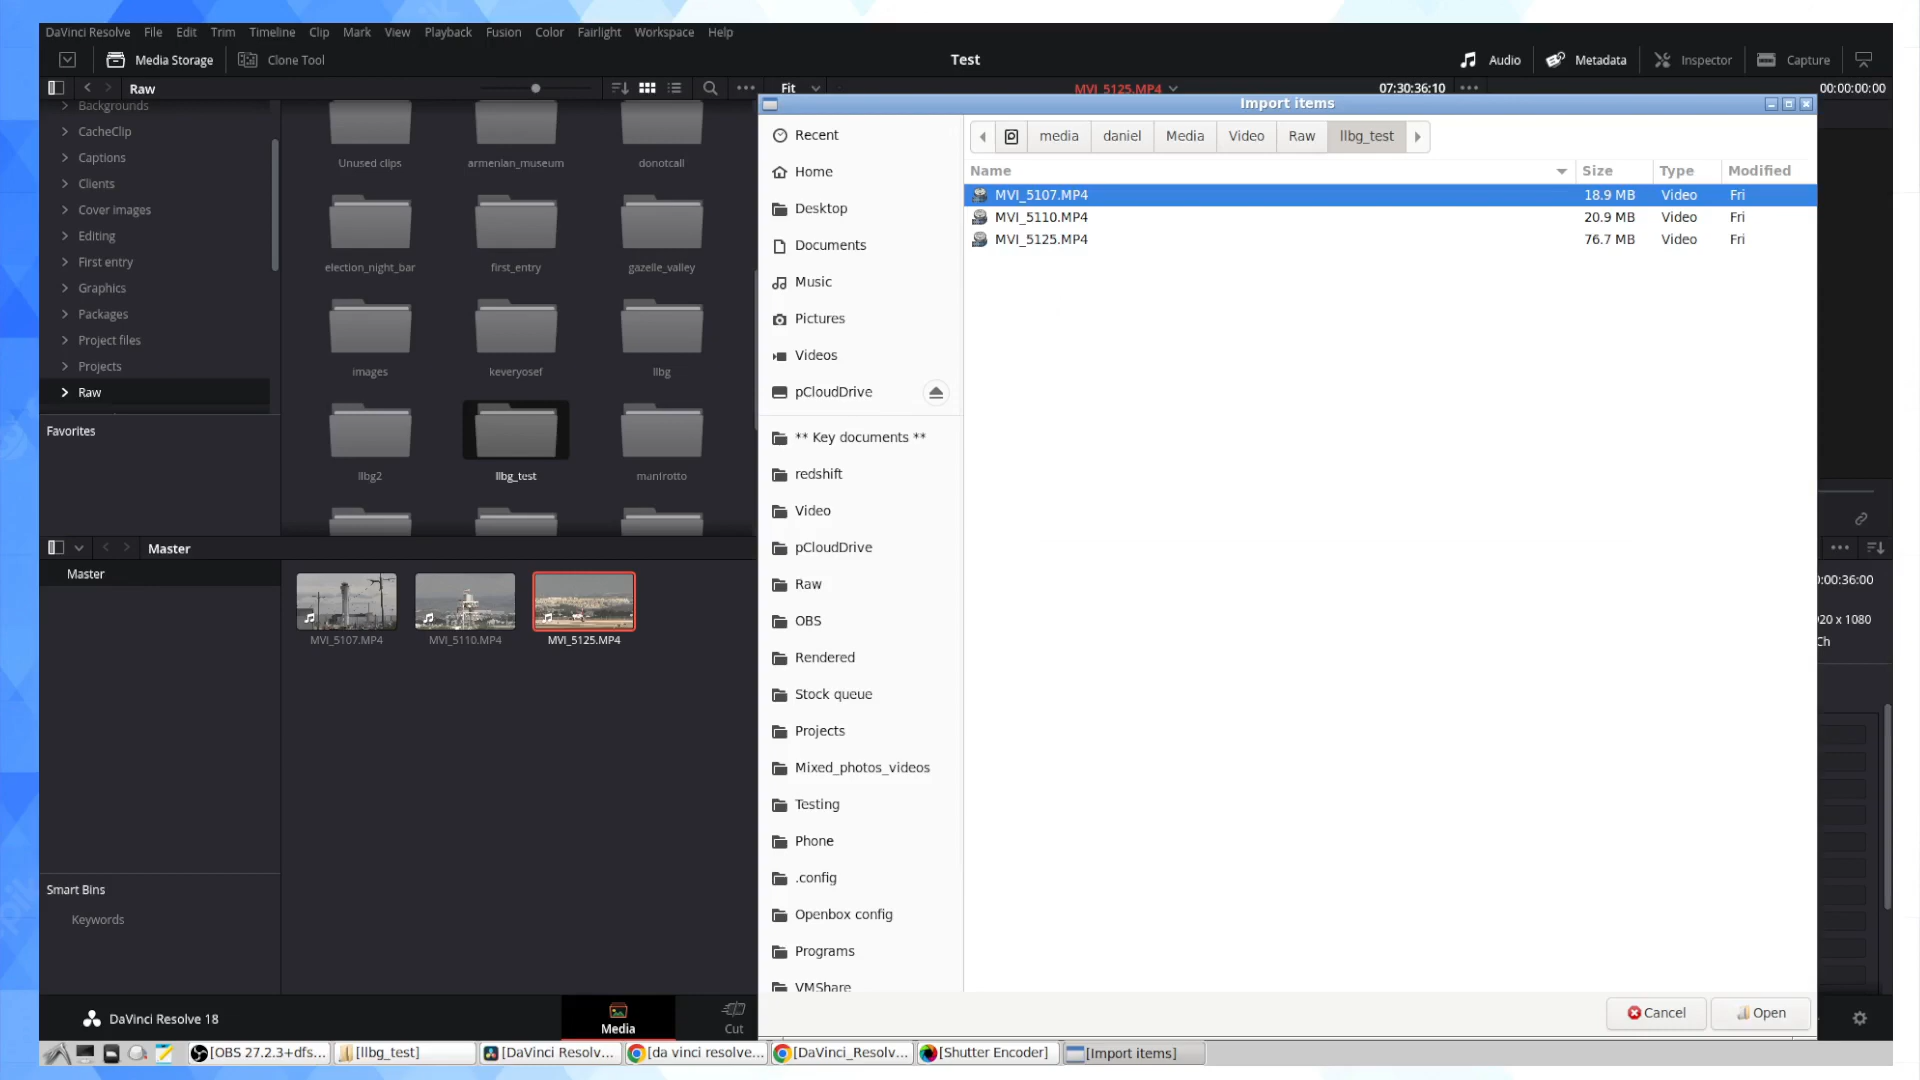 DaVinci Resolve File Edit Trim Timeline Clip Mark View Playback Fusion Color Fairlight Workspace Help
Media Storage Clone Tool Test Audio Metadata Inspector Capture
Raw Fit MVI_5125.MP4 07:30:36:10 00:00:00:00
Backgrounds
CacheClip
Captions
Clients
Cover images
Editing
First entry
Graphics
Packages
Project files
Projects
Raw
Favorites
Unused clips armenian_museum donotcall
election_night_bar first_entry gazelle_valley
images keveryosef llbg
llbg2 llbg_test manfrotto
Master
Master
MVI_5107.MP4 MVI_5110.MP4 MVI_5125.MP4
Smart Bins
Keywords
Import items
Recent
Home
Desktop
Documents
Music
Pictures
Videos
pCloudDrive
** Key documents **
redshift
Video
pCloudDrive
Raw
OBS
Rendered
Stock queue
Projects
Mixed_photos_videos
Testing
Phone
.config
Openbox config
Programs
VMShare
media daniel Media Video Raw llbg_test
Name Size Type Modified
MVI_5107.MP4 18.9 MB Video Fri
MVI_5110.MP4 20.9 MB Video Fri
MVI_5125.MP4 76.7 MB Video Fri
:00:36:00
20 x 1080
Ch
Cancel Open
DaVinci Resolve 18 Media Cut
[OBS 27.2.3+dfs... [llbg_test] [DaVinci Resolv... [da vinci resolve... [DaVinci_Resolv... [Shutter Encoder] [Import items]